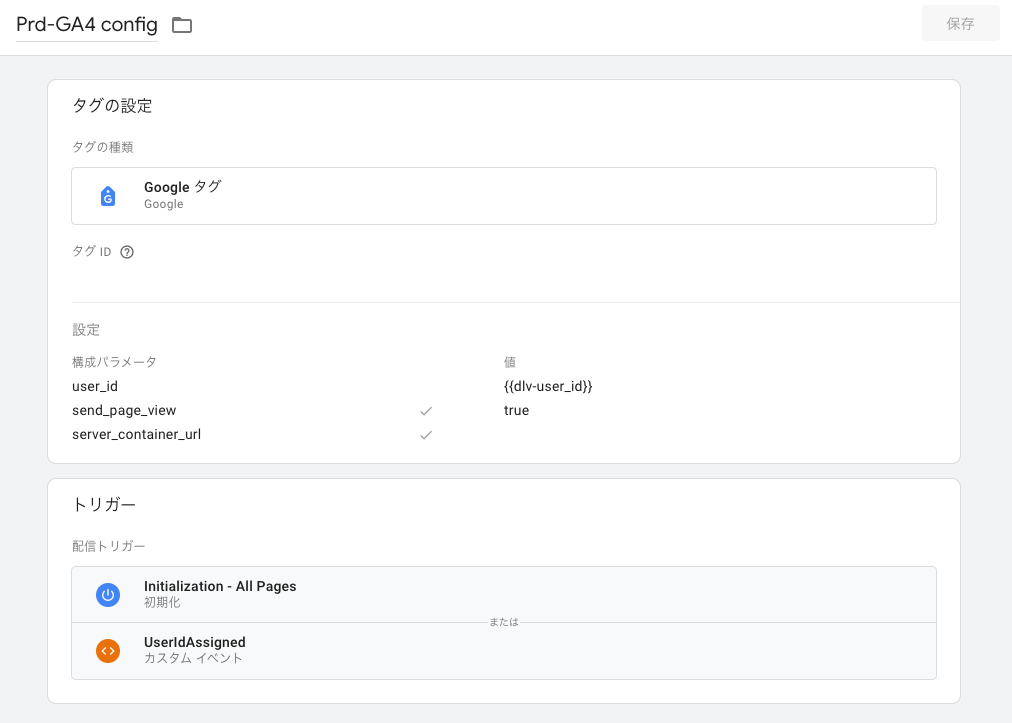 Prd-GA4 config
保存
タグの設定
タグの種類
Google タグ
Google
タグ ID
設定
構成パラメータ 値
user_id {{dlv-user_id}}
send_page_view true
server_container_url
トリガー
配信トリガー
Initialization - All Pages
初期化
または
UserIdAssigned
カスタム イベント